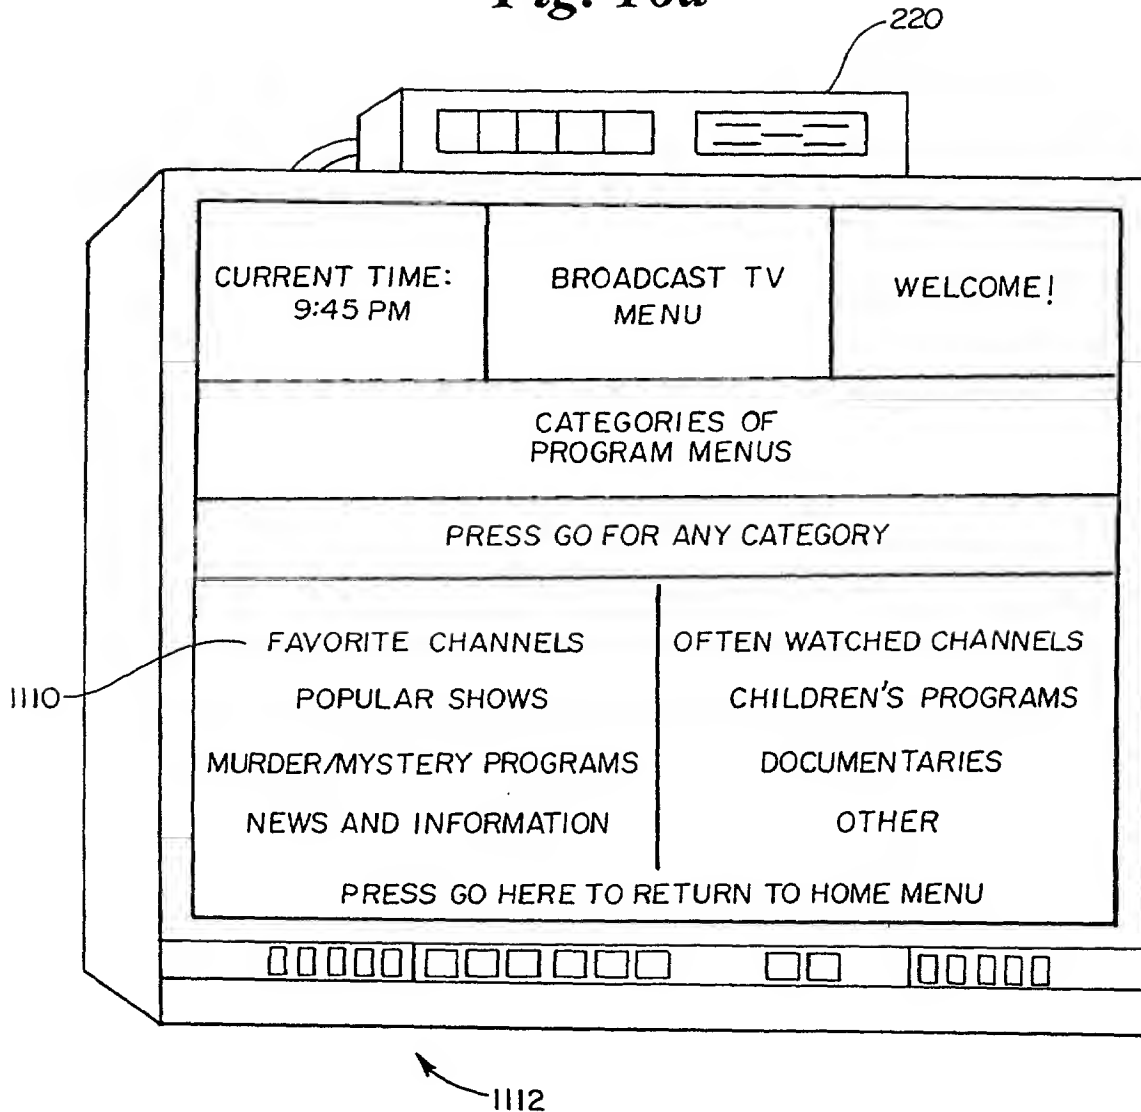 Fig. 10a
220
CURRENT TIME:
9:45 PM
BROADCAST TV
MENU
WELCOME!
CATEGORIES OF
PROGRAM MENUS
PRESS GO FOR ANY CATEGORY
FAVORITE CHANNELS
OFTEN WATCHED CHANNELS
1110
POPULAR SHOWS
CHILDREN'S PROGRAMS
MURDER/MYSTERY PROGRAMS
DOCUMENTARIES
NEWS AND INFORMATION
OTHER
PRESS GO HERE TO RETURN TO HOME MENU
1112